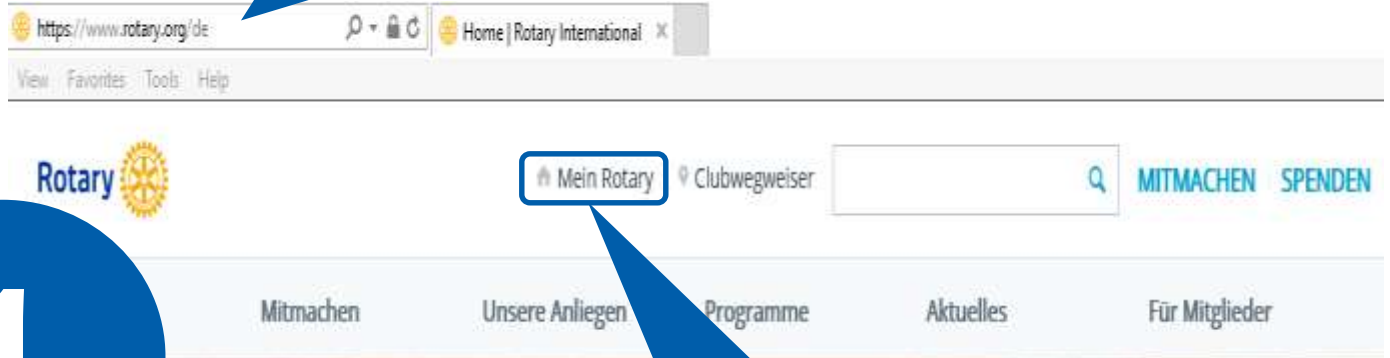 https://www.rotary.org/de Home | Rotary International
View Favorites Tools Help
Rotary Mein Rotary Clubwegweiser MITMACHEN SPENDEN
1
Mitmachen Unsere Anliegen Programme Aktuelles Für Mitglieder